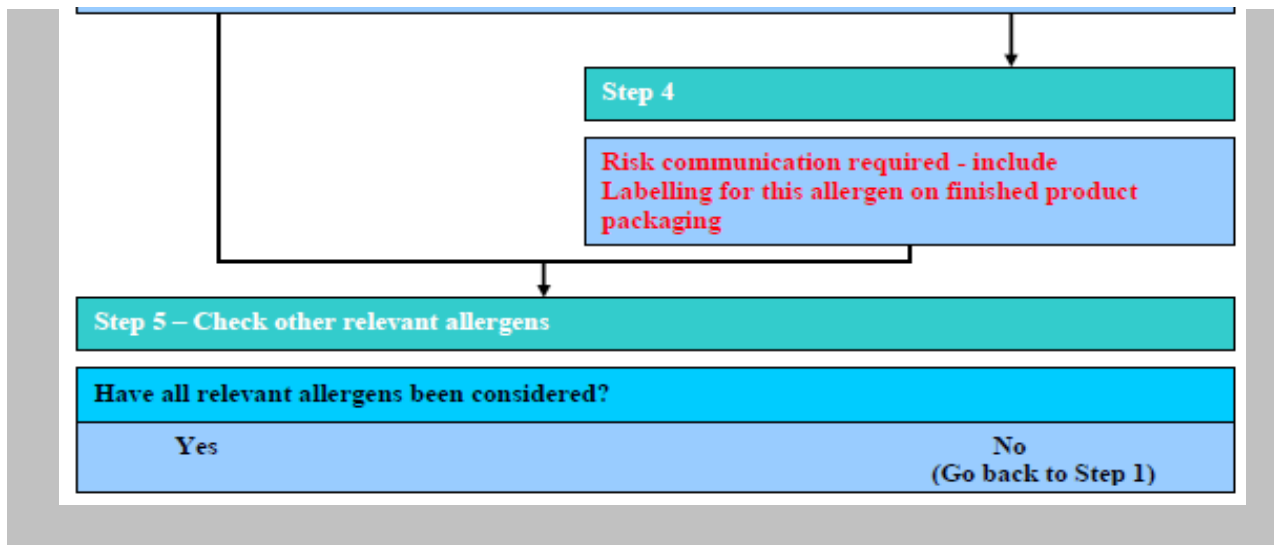 Step 4
Risk communication required - include
Labelling for this allergen on finished product
packaging
Step 5 – Check other relevant allergens
Have all relevant allergens been considered?
Yes
No
(Go back to Step 1)